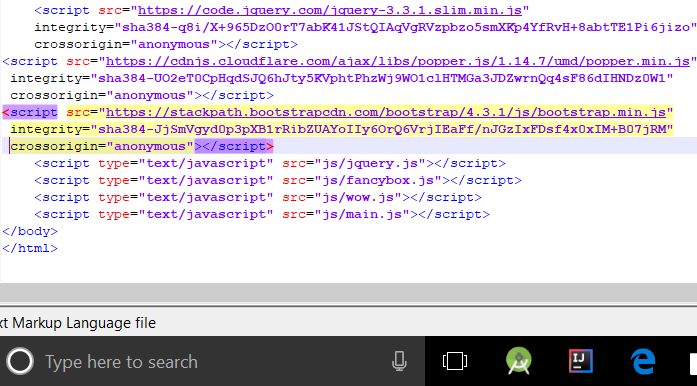 <script src="https://code.jquery.com/jquery-3.3.1.slim.min.js"
integrity="sha384-q8i/X+965DzO0rT7abK41JStQIAqVgRVzpbzo5smXKp4YfRvH+8abtTE1Pi6jizo"
crossorigin="anonymous"></script>
<script src="https://cdnjs.cloudflare.com/ajax/libs/popper.js/1.14.7/umd/popper.min.js"
integrity="sha384-UO2eT0CpHqdSJQ6hJty5KVphtPhzWj9WO1clHTMGa3JDZwrnQq4sF86dIHNDz0W1"
crossorigin="anonymous"></script>
<script src="https://stackpath.bootstrapcdn.com/bootstrap/4.3.1/js/bootstrap.min.js"
integrity="sha384-JjSmVgyd0p3pXB1rRibZUAYoIIy6OrQ6VrjIEaFf/nJGzIxFDsf4x0xIM+B07jRM"
crossorigin="anonymous"></script>
<script type="text/javascript" src="js/jquery.js"></script>
<script type="text/javascript" src="js/fancybox.js"></script>
<script type="text/javascript" src="js/wow.js"></script>
<script type="text/javascript" src="js/main.js"></script>
</body>
</html>
xt Markup Language file
Type here to search
IJ